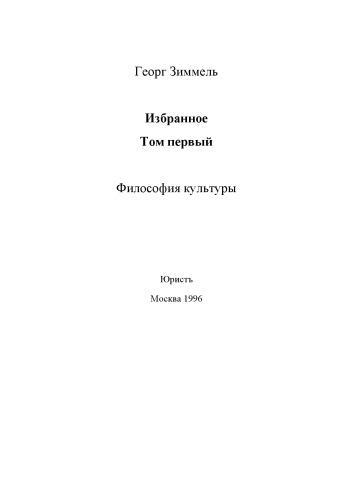 Георг Зиммель
Избранное
Том первый
Философия культуры
Юристъ
Москва 1996